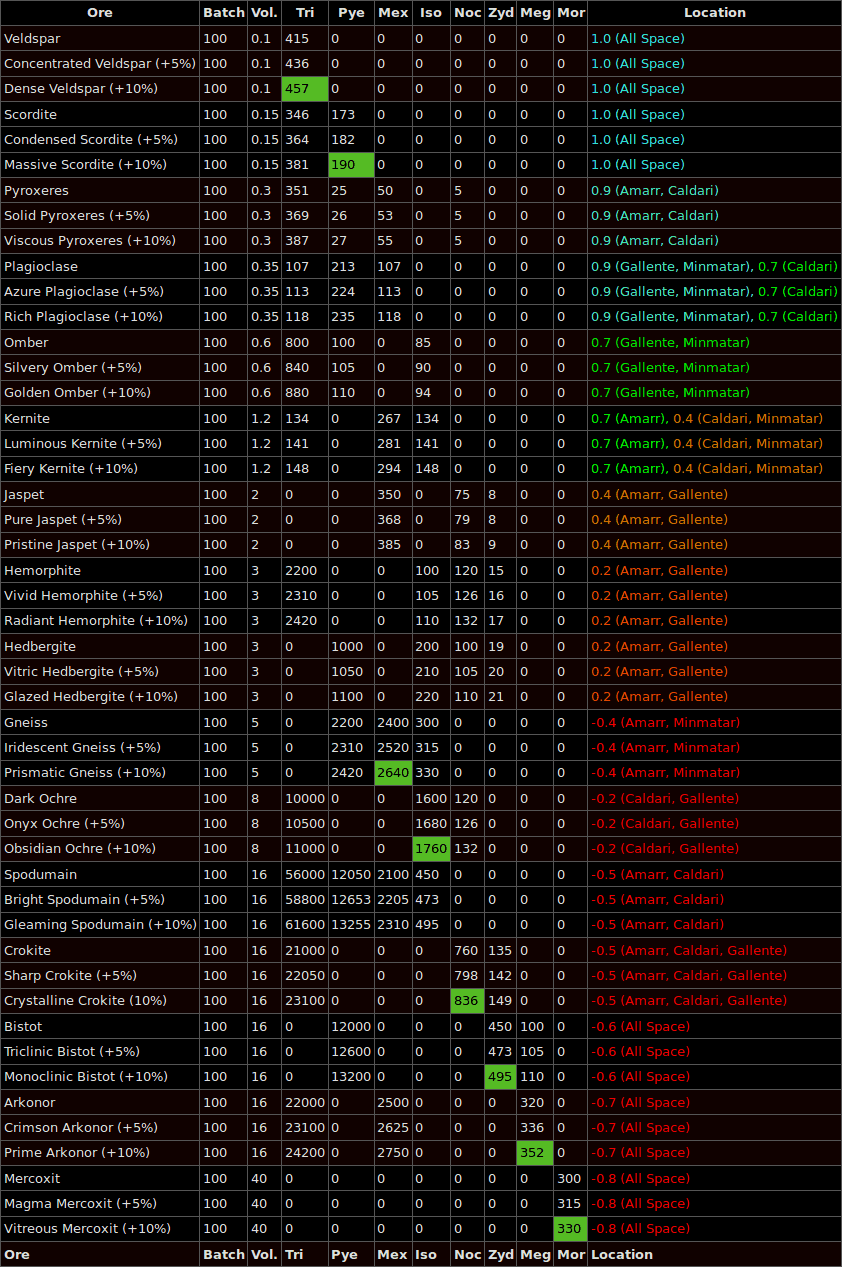 Ore Batch Vol. Tri Pye Mex Iso Noc Zyd Meg Mor Location
Veldspar 100 0.1 415 0 0 0 0 0 0 0 1.0 (All Space)
Concentrated Veldspar (+5%) 100 0.1 436 0 0 0 0 0 0 0 1.0 (All Space)
Dense Veldspar (+10%) 100 0.1 457 0 0 0 0 0 0 0 1.0 (All Space)
Scordite 100 0.15 346 173 0 0 0 0 0 0 1.0 (All Space)
Condensed Scordite (+5%) 100 0.15 364 182 0 0 0 0 0 0 1.0 (All Space)
Massive Scordite (+10%) 100 0.15 381 190 0 0 0 0 0 0 1.0 (All Space)
Pyroxeres 100 0.3 351 25 50 0 5 0 0 0 0.9 (Amarr, Caldari)
Solid Pyroxeres (+5%) 100 0.3 369 26 53 0 5 0 0 0 0.9 (Amarr, Caldari)
Viscous Pyroxeres (+10%) 100 0.3 387 27 55 0 5 0 0 0 0.9 (Amarr, Caldari)
Plagioclase 100 0.35 107 213 107 0 0 0 0 0 0.9 (Gallente, Minmatar), 0.7 (Caldari)
Azure Plagioclase (+5%) 100 0.35 113 224 113 0 0 0 0 0 0.9 (Gallente, Minmatar), 0.7 (Caldari)
Rich Plagioclase (+10%) 100 0.35 118 235 118 0 0 0 0 0 0.9 (Gallente, Minmatar), 0.7 (Caldari)
Omber 100 0.6 800 100 0 85 0 0 0 0 0.7 (Gallente, Minmatar)
Silvery Omber (+5%) 100 0.6 840 105 0 90 0 0 0 0 0.7 (Gallente, Minmatar)
Golden Omber (+10%) 100 0.6 880 110 0 94 0 0 0 0 0.7 (Gallente, Minmatar)
Kernite 100 1.2 134 0 267 134 0 0 0 0 0.7 (Amarr), 0.4 (Caldari, Minmatar)
Luminous Kernite (+5%) 100 1.2 141 0 281 141 0 0 0 0 0.7 (Amarr), 0.4 (Caldari, Minmatar)
Fiery Kernite (+10%) 100 1.2 148 0 294 148 0 0 0 0 0.7 (Amarr), 0.4 (Caldari, Minmatar)
Jaspet 100 2 0 0 350 0 75 8 0 0 0.4 (Amarr, Gallente)
Pure Jaspet (+5%) 100 2 0 0 368 0 79 8 0 0 0.4 (Amarr, Gallente)
Pristine Jaspet (+10%) 100 2 0 0 385 0 83 9 0 0 0.4 (Amarr, Gallente)
Hemorphite 100 3 2200 0 0 100 120 15 0 0 0.2 (Amarr, Gallente)
Vivid Hemorphite (+5%) 100 3 2310 0 0 105 126 16 0 0 0.2 (Amarr, Gallente)
Radiant Hemorphite (+10%) 100 3 2420 0 0 110 132 17 0 0 0.2 (Amarr, Gallente)
Hedbergite 100 3 0 1000 0 200 100 19 0 0 0.2 (Amarr, Gallente)
Vitric Hedbergite (+5%) 100 3 0 1050 0 210 105 20 0 0 0.2 (Amarr, Gallente)
Glazed Hedbergite (+10%) 100 3 0 1100 0 220 110 21 0 0 0.2 (Amarr, Gallente)
Gneiss 100 5 0 2200 2400 300 0 0 0 0 -0.4 (Amarr, Minmatar)
Iridescent Gneiss (+5%) 100 5 0 2310 2520 315 0 0 0 0 -0.4 (Amarr, Minmatar)
Prismatic Gneiss (+10%) 100 5 0 2420 2640 330 0 0 0 0 -0.4 (Amarr, Minmatar)
Dark Ochre 100 8 10000 0 0 1600 120 0 0 0 -0.2 (Caldari, Gallente)
Onyx Ochre (+5%) 100 8 10500 0 0 1680 126 0 0 0 -0.2 (Caldari, Gallente)
Obsidian Ochre (+10%) 100 8 11000 0 0 1760 132 0 0 0 -0.2 (Caldari, Gallente)
Spodumain 100 16 56000 12050 2100 450 0 0 0 0 -0.5 (Amarr, Caldari)
Bright Spodumain (+5%) 100 16 58800 12653 2205 473 0 0 0 0 -0.5 (Amarr, Caldari)
Gleaming Spodumain (+10%) 100 16 61600 13255 2310 495 0 0 0 0 -0.5 (Amarr, Caldari)
Crokite 100 16 21000 0 0 0 760 135 0 0 -0.5 (Amarr, Caldari, Gallente)
Sharp Crokite (+5%) 100 16 22050 0 0 0 798 142 0 0 -0.5 (Amarr, Caldari, Gallente)
Crystalline Crokite (10%) 100 16 23100 0 0 0 836 149 0 0 -0.5 (Amarr, Caldari, Gallente)
Bistot 100 16 0 12000 0 0 0 450 100 0 -0.6 (All Space)
Triclinic Bistot (+5%) 100 16 0 12600 0 0 0 473 105 0 -0.6 (All Space)
Monoclinic Bistot (+10%) 100 16 0 13200 0 0 0 495 110 0 -0.6 (All Space)
Arkonor 100 16 22000 0 2500 0 0 0 320 0 -0.7 (All Space)
Crimson Arkonor (+5%) 100 16 23100 0 2625 0 0 0 336 0 -0.7 (All Space)
Prime Arkonor (+10%) 100 16 24200 0 2750 0 0 0 352 0 -0.7 (All Space)
Mercoxit 100 40 0 0 0 0 0 0 0 300 -0.8 (All Space)
Magma Mercoxit (+5%) 100 40 0 0 0 0 0 0 0 315 -0.8 (All Space)
Vitreous Mercoxit (+10%) 100 40 0 0 0 0 0 0 0 330 -0.8 (All Space)
Ore Batch Vol. Tri Pye Mex Iso Noc Zyd Meg Mor Location